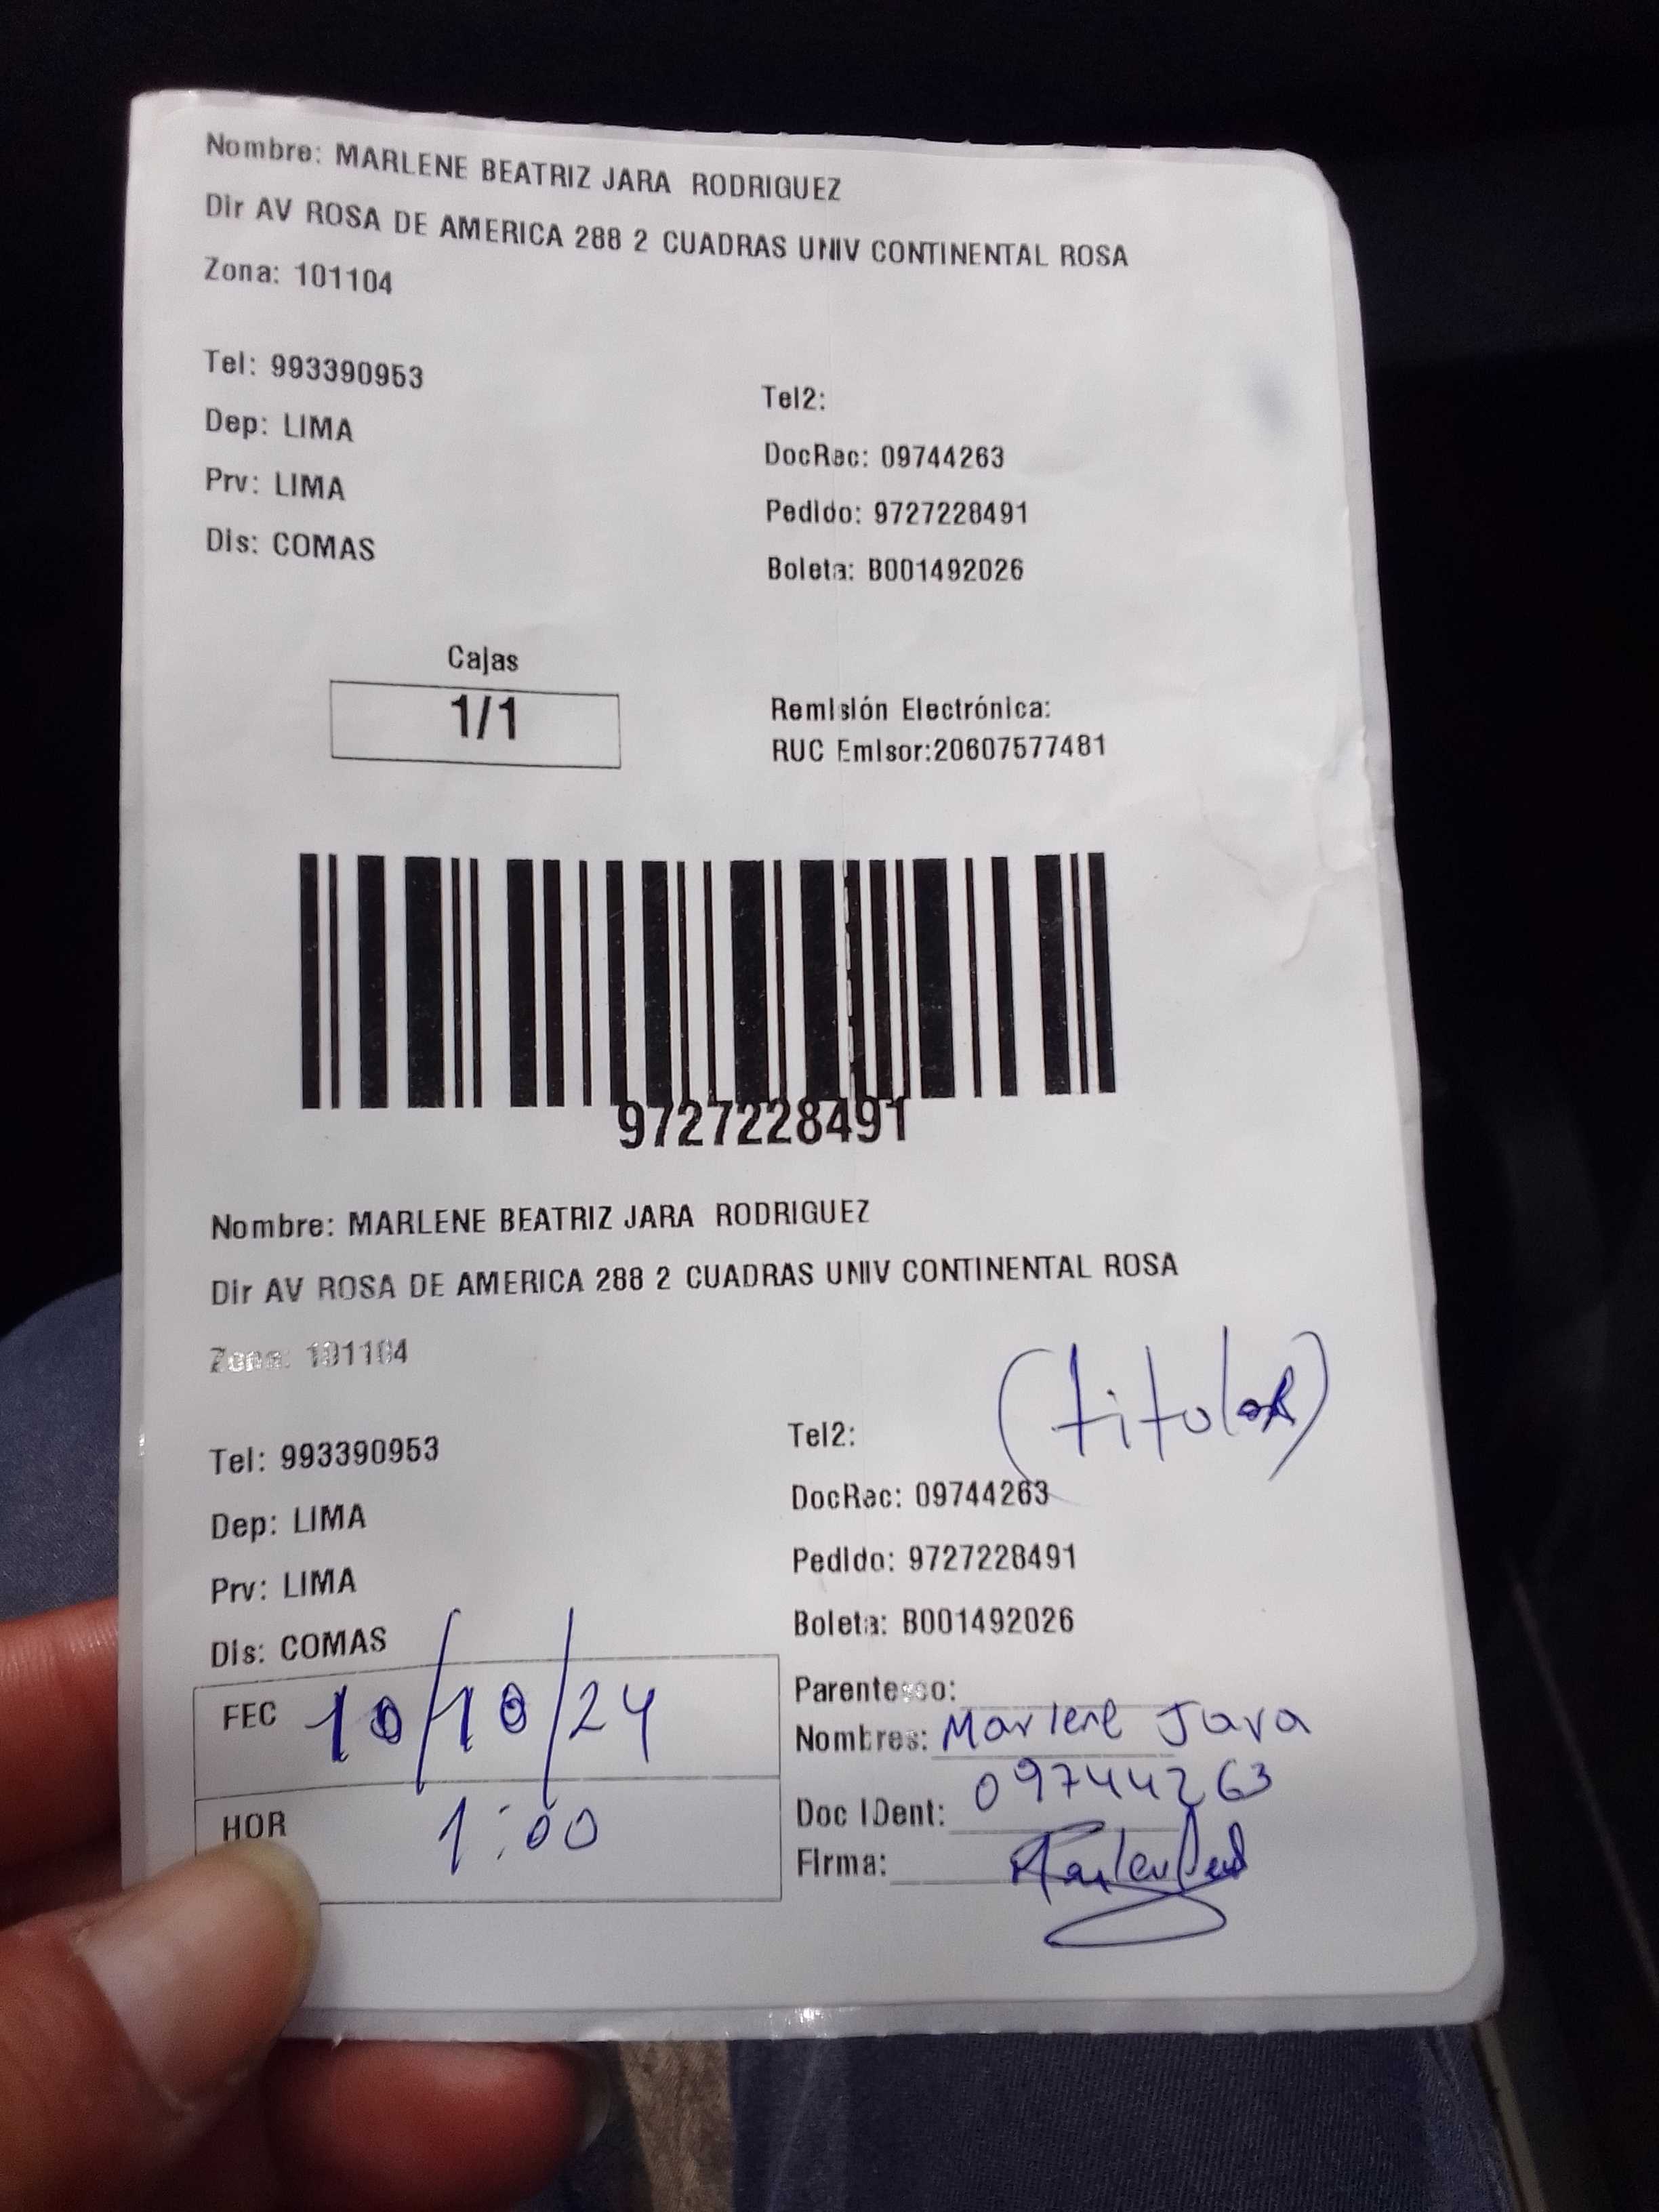 Nombre: MARLENE BEATRIZ JARA RODRIGUEZ
Dir AV ROSA DE AMERICA 288 2 CUADRAS UNIV CONTINENTAL ROSA
Zona: 101104
Tel: 993390953
Tel2:
Dep: LIMA
DocRac: 09744263
Prv: LIMA
Pedido: 9727228491
Dis: COMAS
Boleta: B001492026
Cajas
1/1
Remisión Electrónica:
RUC Emisor:20607577481
9727228491
Nombre: MARLENE BEATRIZ JARA RODRIGUEZ
Dir AV ROSA DE AMERICA 288 2 CUADRAS UNIV CONTINENTAL ROSA
Zona: 101104
(titular)
Tel: 993390953
Tel2:
Dep: LIMA
DocRac: 09744263
Prv: LIMA
Pedido: 9727228491
Dis: COMAS
Boleta: B001492026
FEC 10/10/24
Parentesco:
Nombres: Marlene Jara
HOR 1:00
Doc IDent: 09744263
Firma: